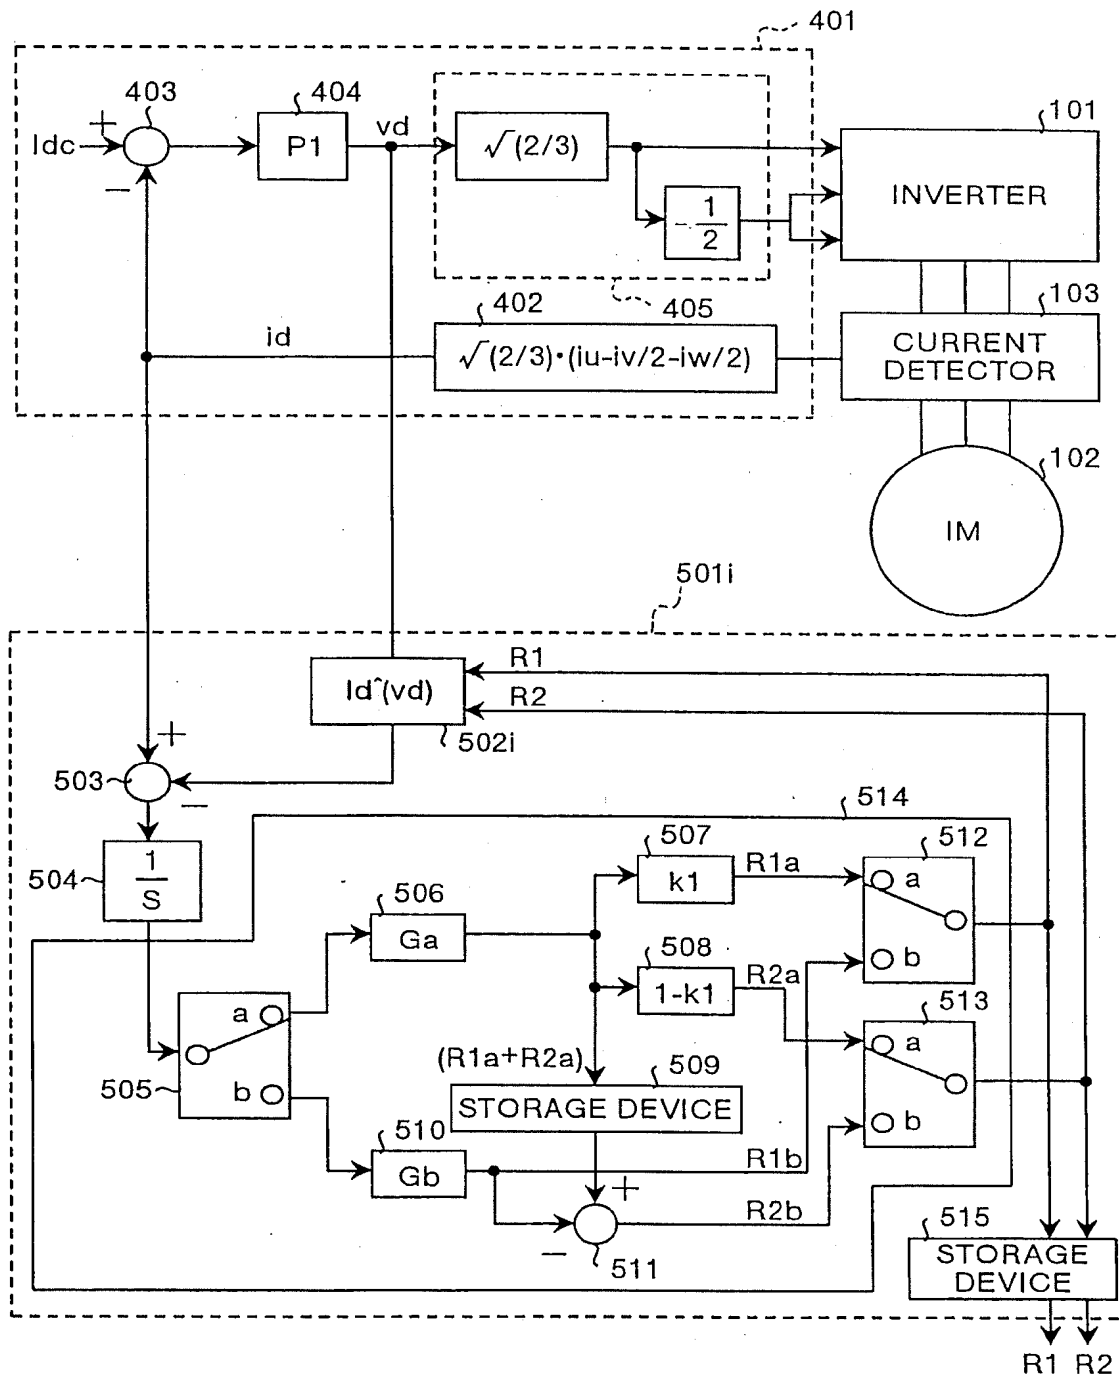 401
403
404
101
+
Idc
P1
vd
√(2/3)
INVERTER
−
- 1/2
402
405
103
id
√(2/3)•(iu-iv/2-iw/2)
CURRENT
DETECTOR
102
IM
501i
R1
Id^(vd)
R2
502i
+
503
−
514
504
1
S
507
R1a
512
k1
a
506
Ga
508
R2a
b
1-k1
513
a
a
(R1a+R2a)
505
b
509
STORAGE DEVICE
b
510
Gb
R1b
+
R2b
−
511
515
STORAGE
DEVICE
R1 R2